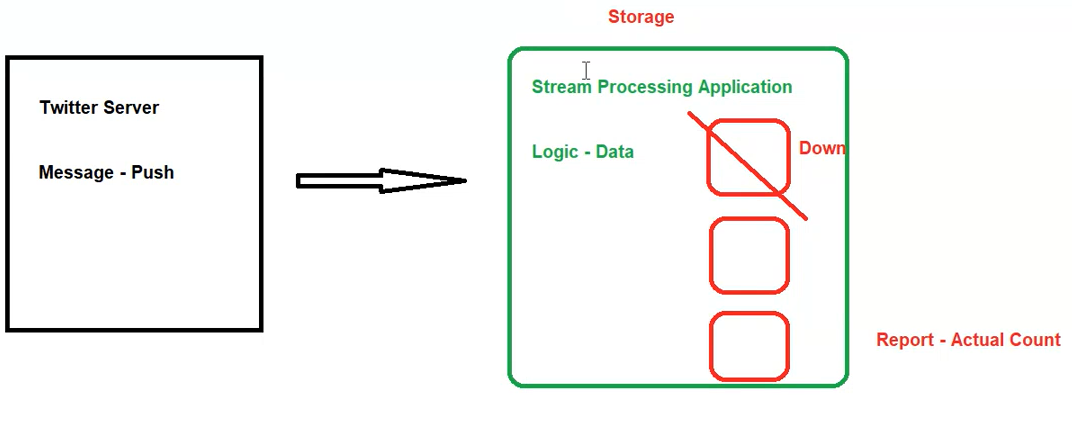 Storage
Twitter Server
Message - Push
Stream Processing Application
Logic - Data
Down
Report - Actual Count